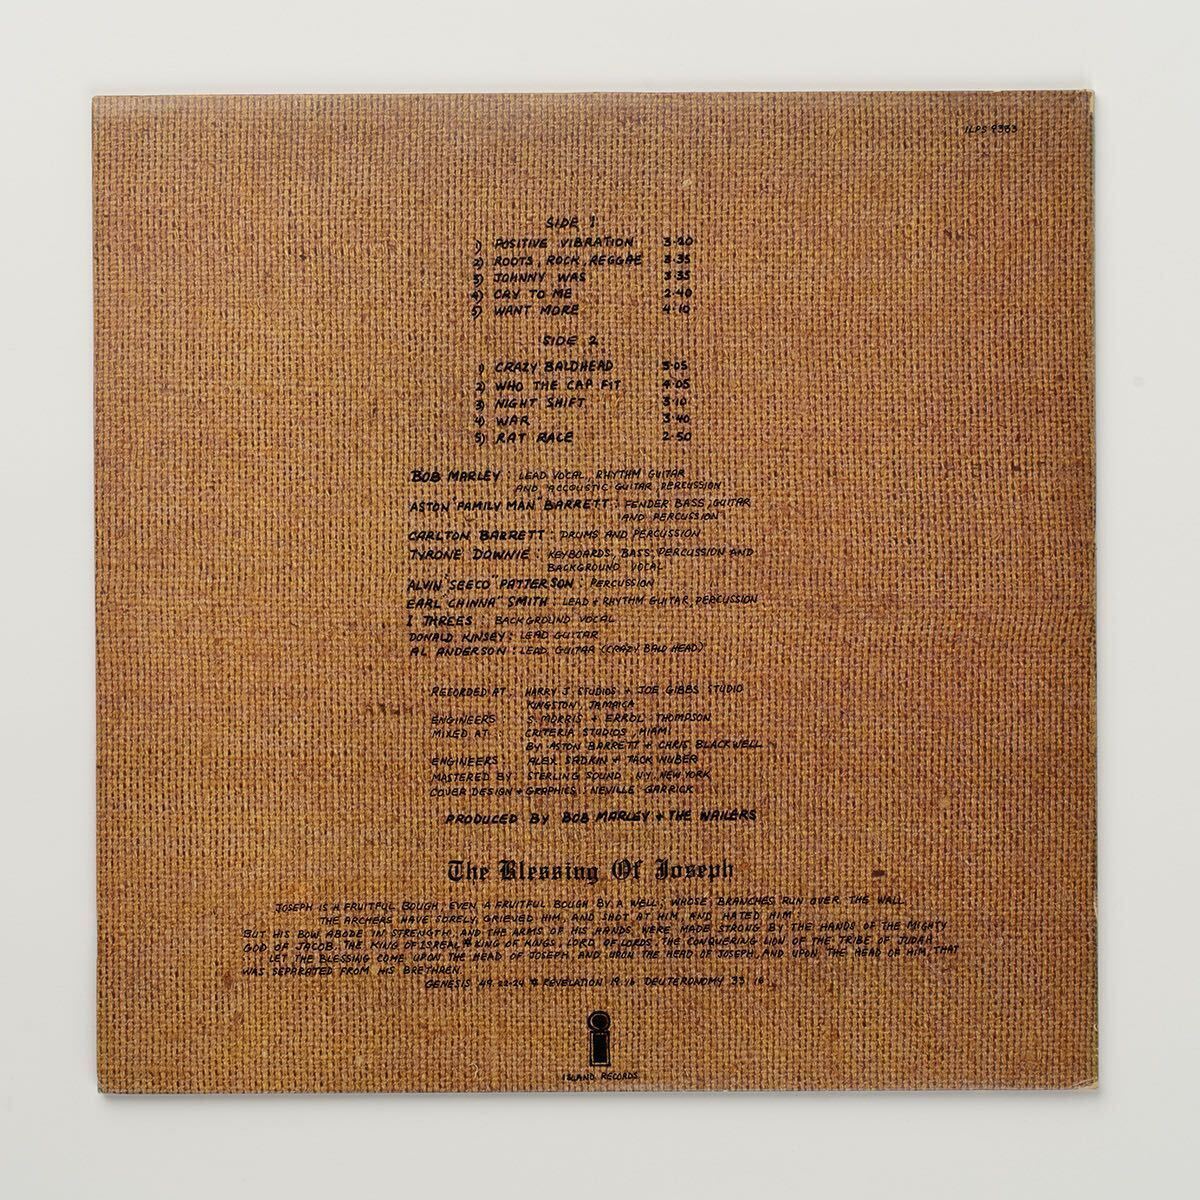 ILPS 9383
SIDE 1
1) POSITIVE VIBRATION 3·20
2) ROOTS, ROCK, REGGAE 3·35
3) JOHNNY WAS 3·35
4) CRY TO ME 2·40
5) WANT MORE 4·10
SIDE 2
1) CRAZY BALDHEAD 3·05
2) WHO THE CAP FIT 4·05
3) NIGHT SHIFT 3·10
4) WAR 3·40
5) RAT RACE 2·50
BOB MARLEY : LEAD VOCAL, RHYTHM GUITAR
AND ACCOUSTIC GUITAR PERCUSSION
ASTON "FAMILY MAN" BARRETT : FENDER BASS, GUITAR
AND PERCUSSION
CARLTON BARRETT : DRUMS AND PERCUSSION
TYRONE DOWNIE : KEYBOARDS, BASS, PERCUSSION AND
BACKGROUND VOCAL
ALVIN "SEECO" PATTERSON : PERCUSSION
EARL "CHINNA" SMITH : LEAD + RHYTHM GUITAR, PERCUSSION
I THREES : BACKGROUND VOCAL
DONALD KINSEY : LEAD GUITAR
AL ANDERSON : LEAD GUITAR (CRAZY BALD HEAD)
RECORDED AT : HARRY J. STUDIOS + JOE GIBBS STUDIO
KINGSTON, JAMAICA
ENGINEERS : S. MORRIS + ERROL THOMPSON
MIXED AT : CRITERIA STUDIOS, MIAMI
BY ASTON BARRETT + CHRIS BLACKWELL
ENGINEERS : ALEX SADKIN + JACK NUBER
MASTERED BY : STERLING SOUND, N.Y. NEW YORK
COVER DESIGN + GRAPHICS : NEVILLE GARRICK
PRODUCED BY BOB MARLEY + THE WAILERS
The Blessing Of Joseph
JOSEPH IS A FRUITFUL BOUGH, EVEN A FRUITFUL BOUGH BY A WELL; WHOSE BRANCHES RUN OVER THE WALL
THE ARCHERS HAVE SORELY GRIEVED HIM, AND SHOT AT HIM, AND HATED HIM:
BUT HIS BOW ABODE IN STRENGTH, AND THE ARMS OF HIS HANDS WERE MADE STRONG BY THE HANDS OF THE MIGHTY
GOD OF JACOB, THE KING OF ISREAL * KING OF KINGS, LORD OF LORDS, THE CONQUERING LION OF THE TRIBE OF JUDAH.
LET THE BLESSING COME UPON THE HEAD OF JOSEPH, AND UPON THE HEAD OF JOSEPH, AND UPON THE HEAD OF HIM, THAT
WAS SEPARATED FROM HIS BRETHREN.
GENESIS 49·22-24 * REVELATION 19·16 DEUTERONOMY 33:16
i
ISLAND RECORDS